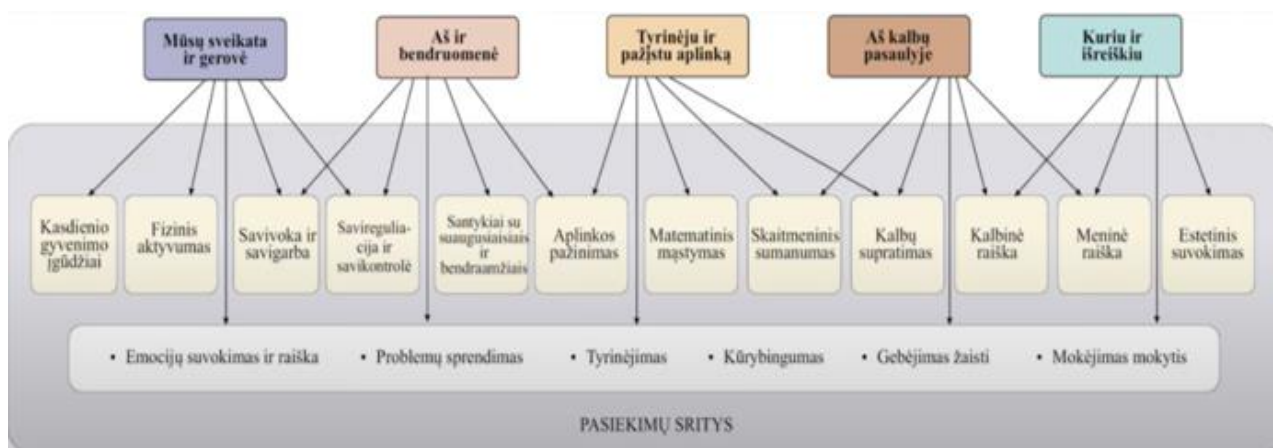 Mūsų sveikata
ir gerovė
Aš ir
bendruomenė
Tyrinėju ir
pažįstu aplinką
Aš kalbų
pasaulyje
Kuriu ir
išreiškiu
Kasdienio
gyvenimo
įgūdžiai
Fizinis
aktyvumas
Savivoka ir
savigarba
Savireguliа-
cija ir
savikontrolė
Santykiai su
suaugusiaisiais
ir
bendraamžiais
Aplinkos
pažinimas
Matematinis
mąstymas
Skaitmeninis
sumanumas
Kalbų
supratimas
Kalbinė
raiška
Meninė
raiška
Estetinis
suvokimas
• Emocijų suvokimas ir raiška • Problemų sprendimas • Tyrinėjimas • Kūrybingumas • Gebėjimas žaisti • Mokėjimas mokytis
PASIEKIMŲ SRITYS